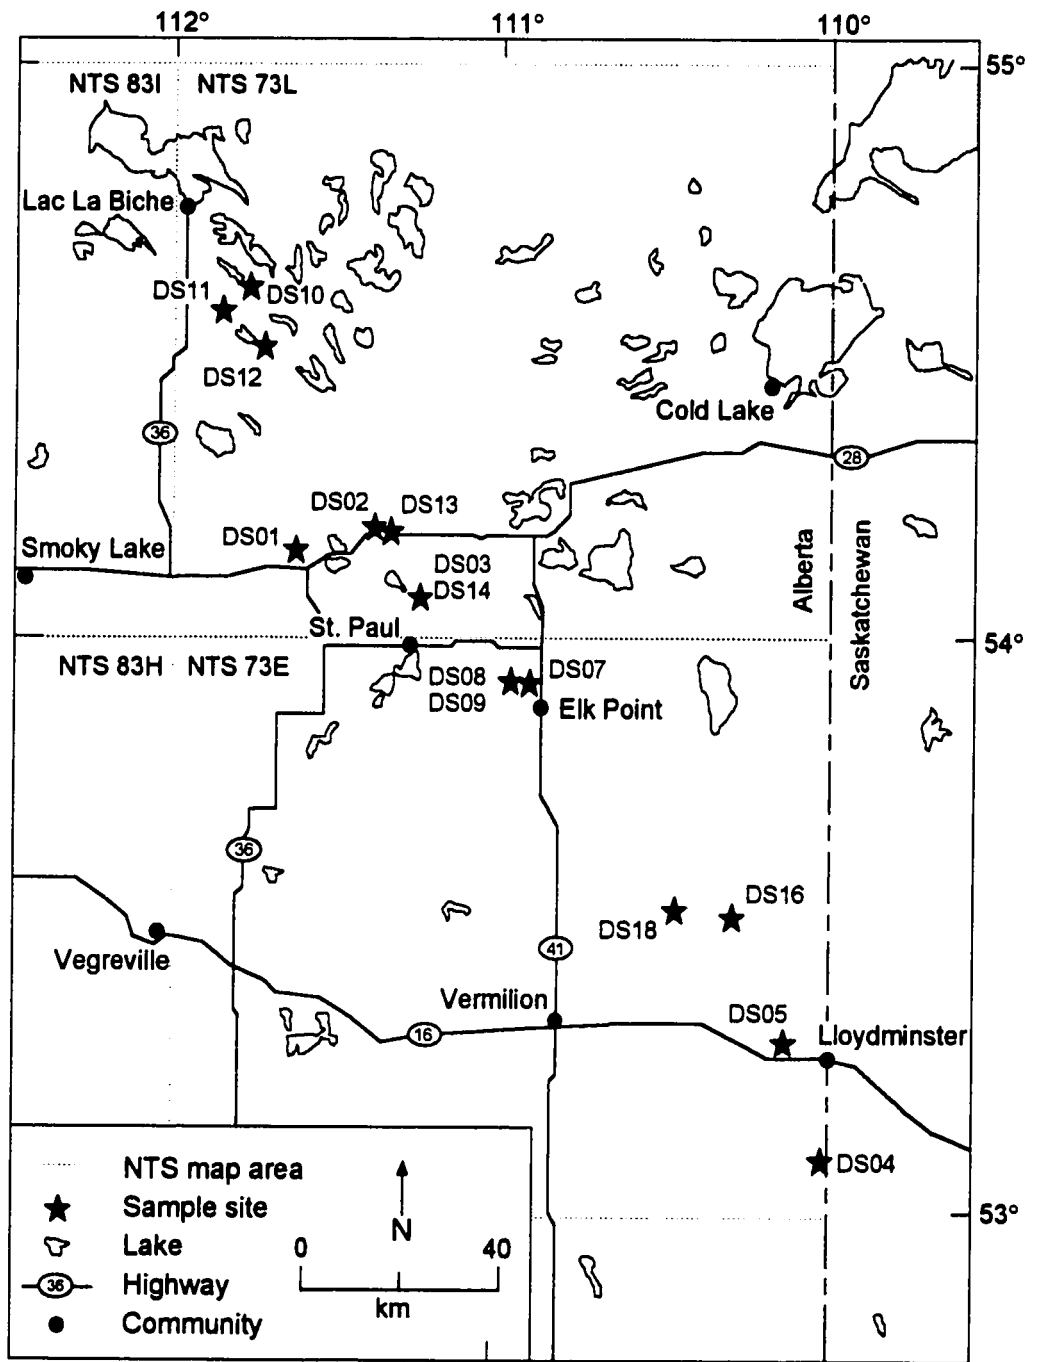 112° 111° 110°
55°
NTS 83I NTS 73L
Lac La Biche
DS11 DS10
DS12
Cold Lake
36
28
DS02 DS13
DS01
Smoky Lake
DS03
DS14
Alberta
Saskatchewan
St. Paul
54°
NTS 83H NTS 73E
DS08 DS07
DS09
Elk Point
36
DS16
DS18
41
Vegreville
Vermilion
DS05
16
Lloydminster
DS04
53°
NTS map area
Sample site
Lake
36 Highway
Community
N
0 40
km